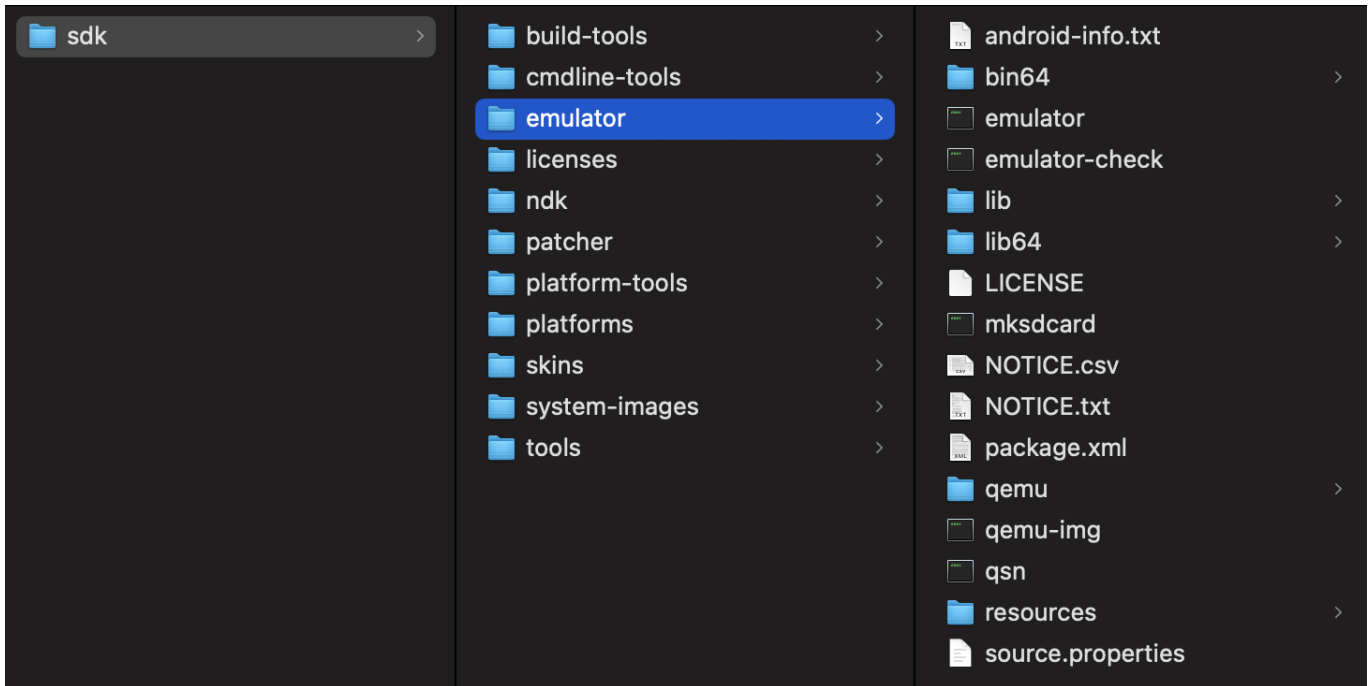 sdk
build-tools
cmdline-tools
emulator
licenses
ndk
patcher
platform-tools
platforms
skins
system-images
tools
android-info.txt
bin64
emulator
emulator-check
lib
lib64
LICENSE
mksdcard
NOTICE.csv
NOTICE.txt
package.xml
qemu
qemu-img
qsn
resources
source.properties